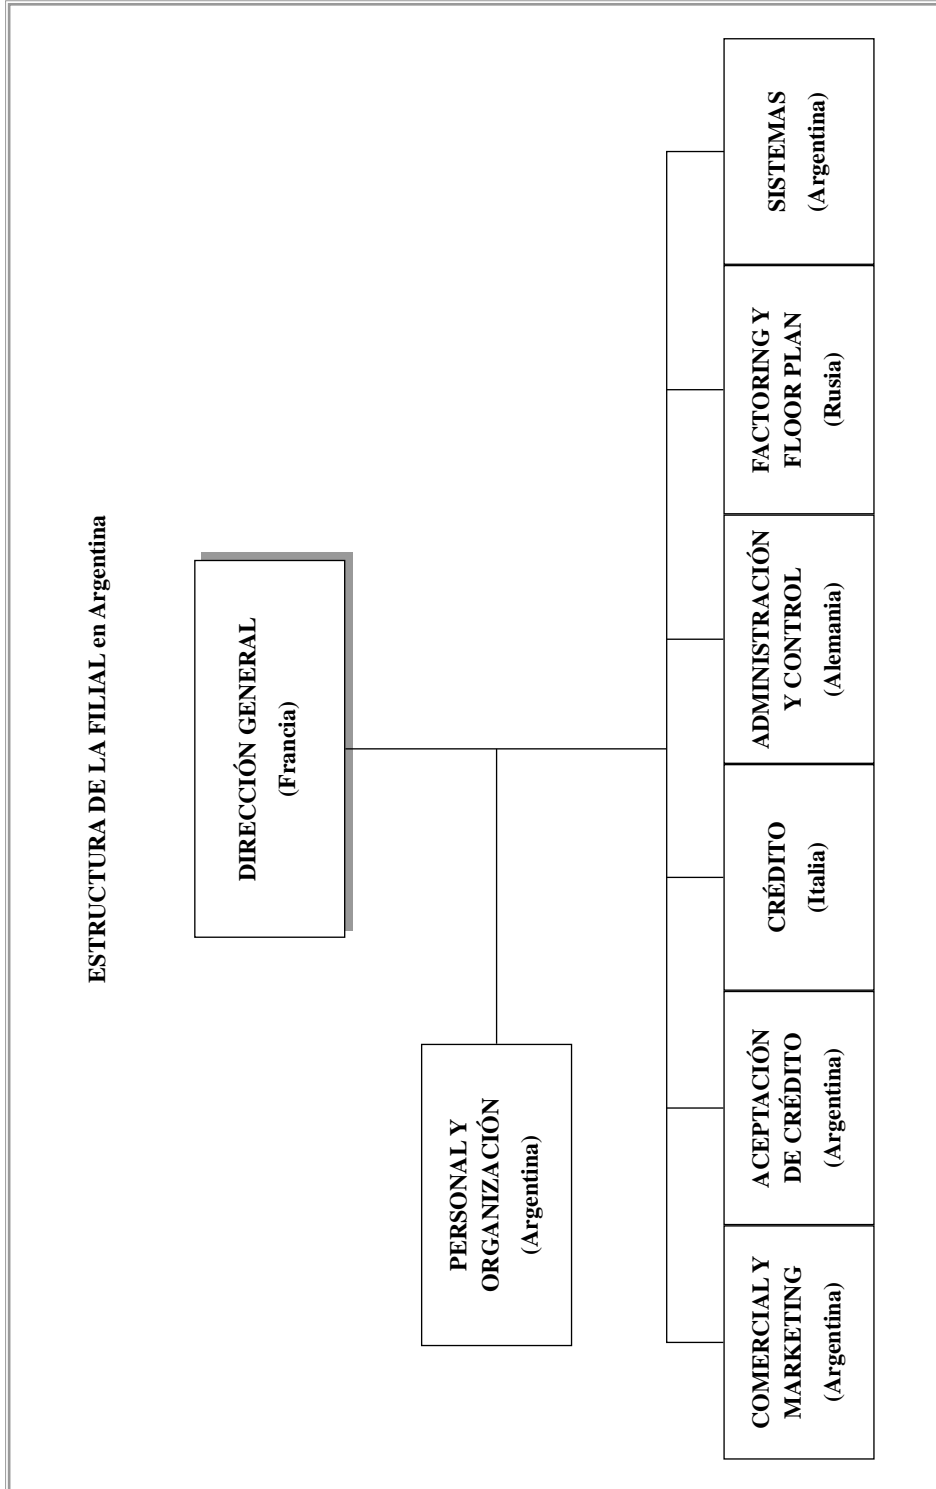 ESTRUCTURA DE LA FILIAL en Argentina
DIRECCIÓN GENERAL
(Francia)
PERSONAL Y
ORGANIZACIÓN
(Argentina)
COMERCIAL Y
MARKETING
(Argentina)
ACEPTACIÓN
DE CRÉDITO
(Argentina)
CRÉDITO
(Italia)
ADMINISTRACIÓN
Y CONTROL
(Alemania)
FACTORING Y
FLOOR PLAN
(Rusia)
SISTEMAS
(Argentina)